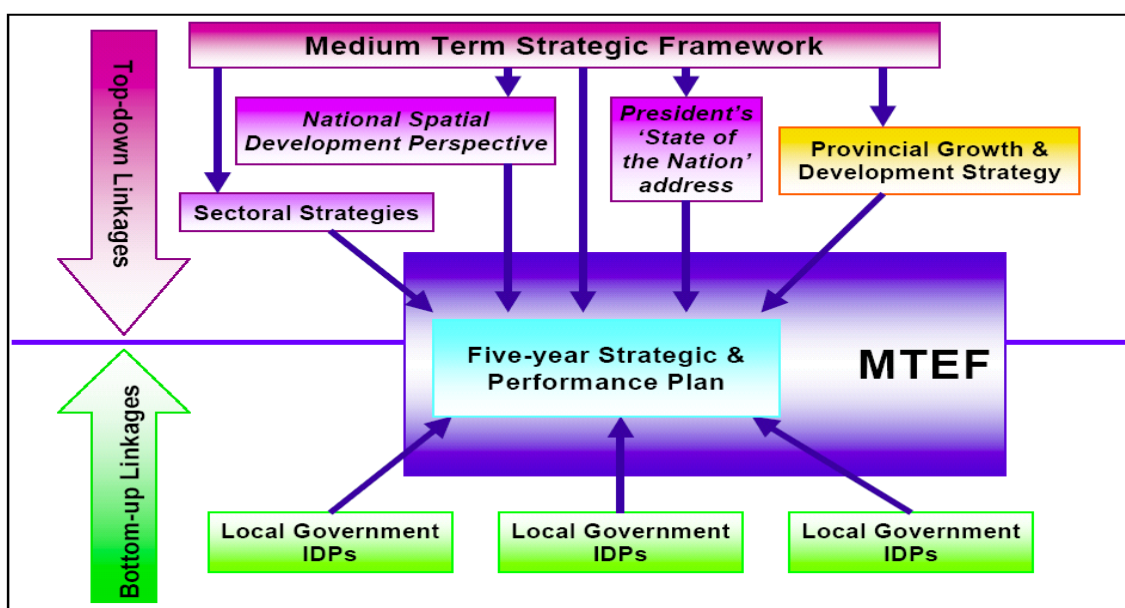 Top-down Linkages
Medium Term Strategic Framework
National Spatial
Development Perspective
President's
'State of
the Nation'
address
Provincial Growth &
Development Strategy
Sectoral Strategies
Five-year Strategic &
Performance Plan
MTEF
Bottom-up Linkages
Local Government
IDPs
Local Government
IDPs
Local Government
IDPs